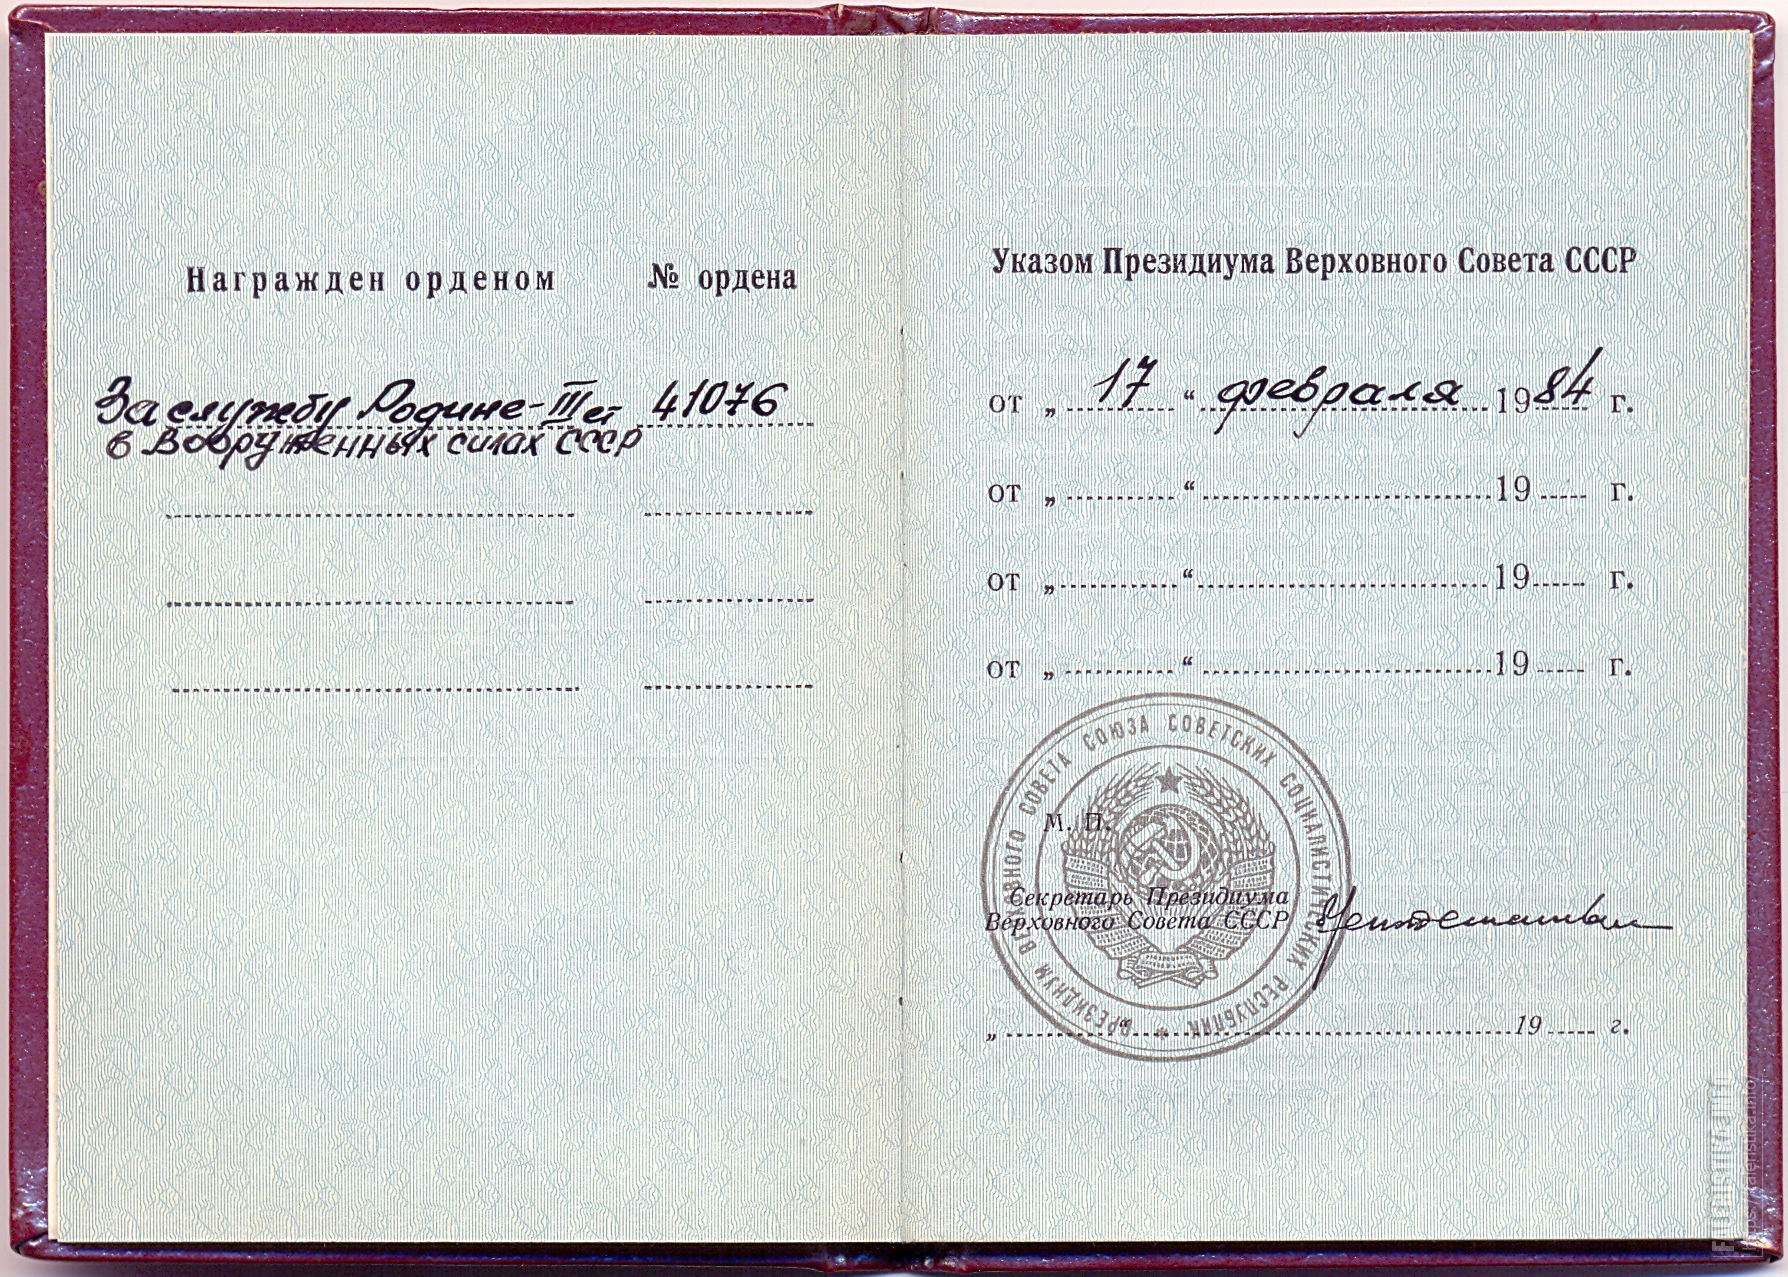 Награжден орденом № ордена
За службу Родине - III ст 41076
в Вооруженных силах СССР
Указом Президиума Верховного Совета СССР
от „ 17 “ февраля 1984 г.
от „ “ 19 г.
от „ “ 19 г.
от „ “ 19 г.
ПРЕЗИДИУМ ВЕРХОВНОГО СОВЕТА СОЮЗА СОВЕТСКИХ СОЦИАЛИСТИЧЕСКИХ РЕСПУБЛИК
М. П.
Секретарь Президиума
Верховного Совета СССР
„ “ 19 г.